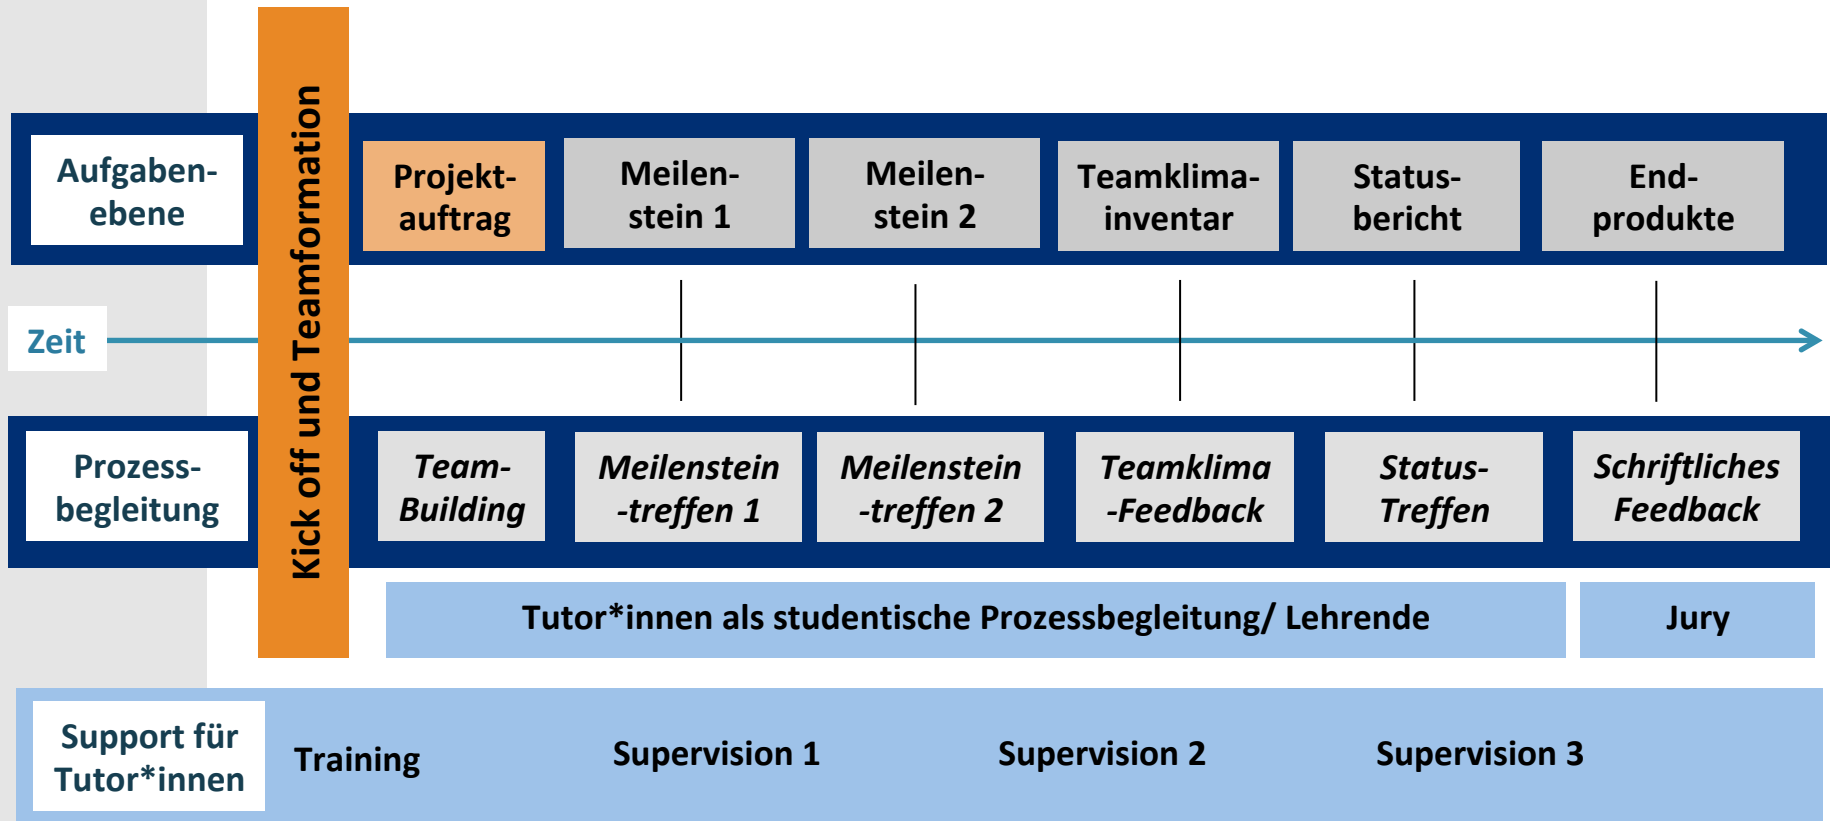 Kick off und Teamformation
Aufgaben-
ebene
Projekt-
auftrag
Meilen-
stein 1
Meilen-
stein 2
Teamklima-
inventar
Status-
bericht
End-
produkte
Zeit
Prozess-
begleitung
Team-
Building
Meilenstein
-treffen 1
Meilenstein
-treffen 2
Teamklima
-Feedback
Status-
Treffen
Schriftliches
Feedback
Tutor*innen als studentische Prozessbegleitung/ Lehrende
Jury
Support für
Tutor*innen
Training
Supervision 1
Supervision 2
Supervision 3